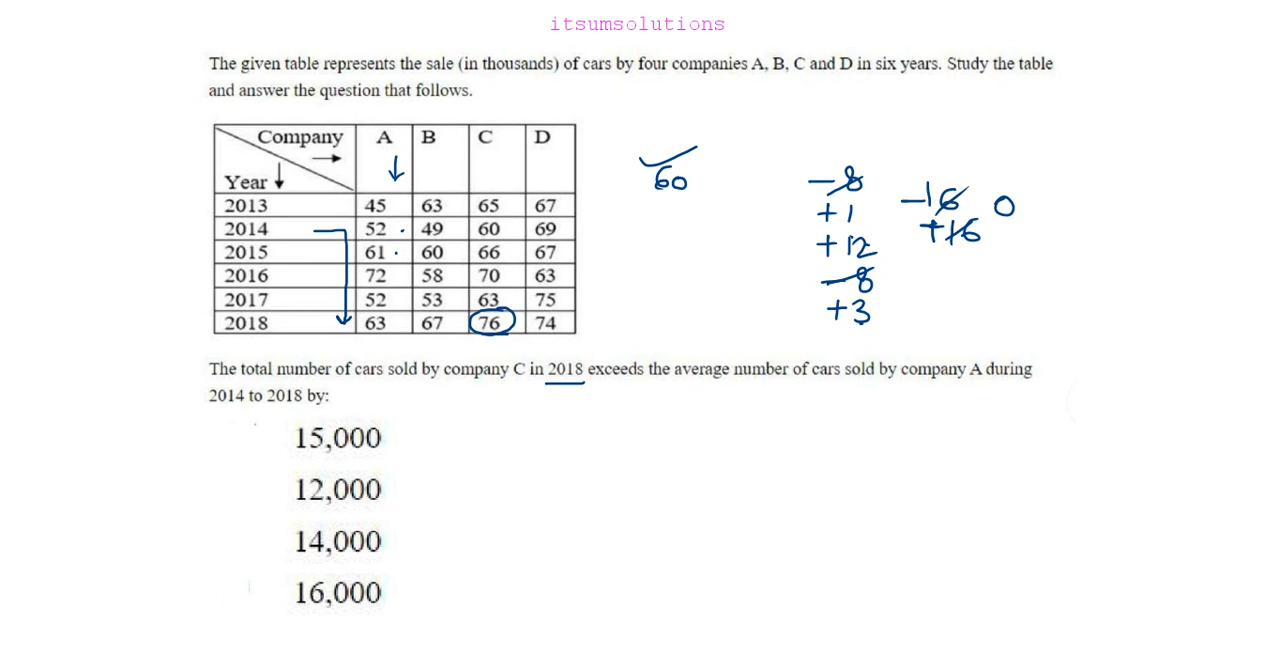 itsumsolutions
The given table represents the sale (in thousands) of cars by four companies A, B, C and D in six years. Study the table
and answer the question that follows.
Company A B C D
Year
2013 45 63 65 67
2014 52 49 60 69
2015 61 60 66 67
2016 72 58 70 63
2017 52 53 63 75
2018 63 67 76 74
60
-8
+1
+12
-8
+3
-16
+16
0
The total number of cars sold by company C in 2018 exceeds the average number of cars sold by company A during
2014 to 2018 by:
15,000
12,000
14,000
16,000